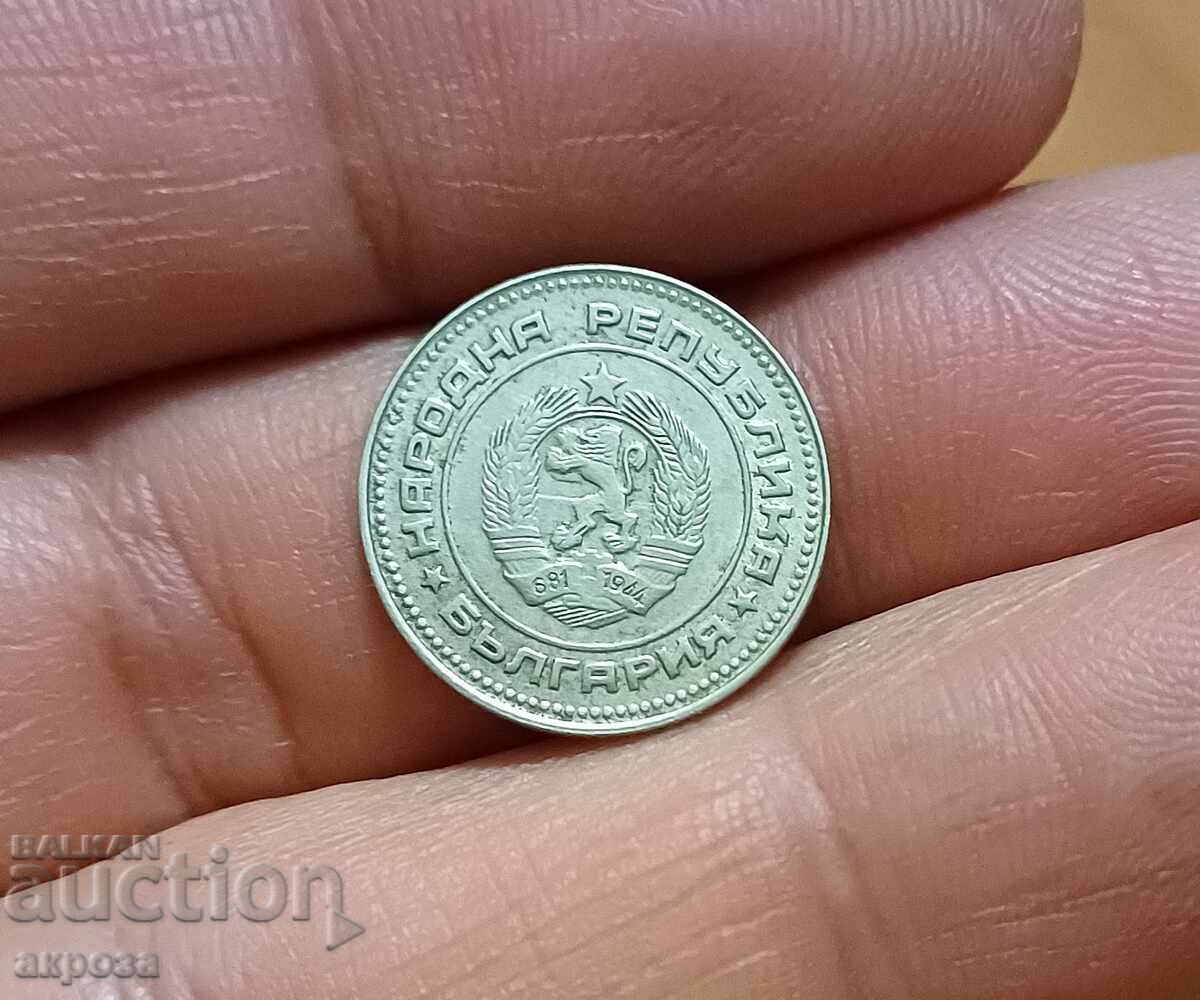 НАРОДНА РЕПУБЛИКА
БЪЛГАРИЯ
681 1944
BALKAN
auction
акроза